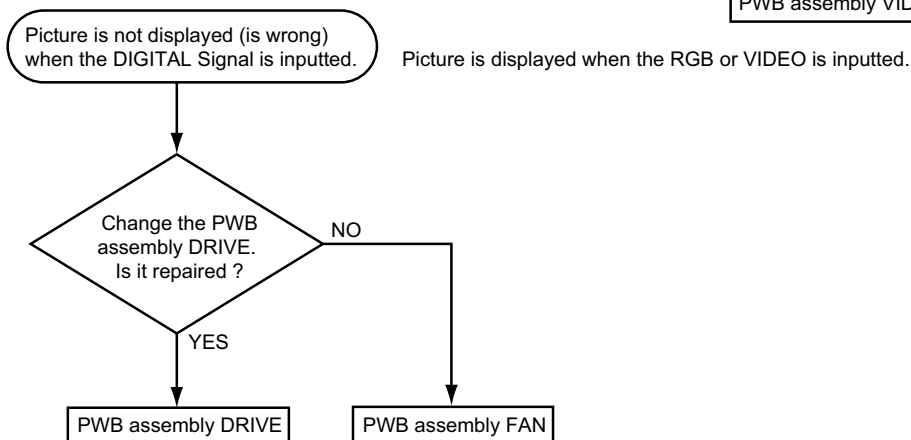 PWB assembly
Picture is not displayed (is wrong)
when the DIGITAL Signal is inputted.
Picture is displayed when the RGB or VIDEO is inputted.
Change the PWB
assembly DRIVE.
Is it repaired ?
NO
YES
PWB assembly DRIVE
PWB assembly FAN